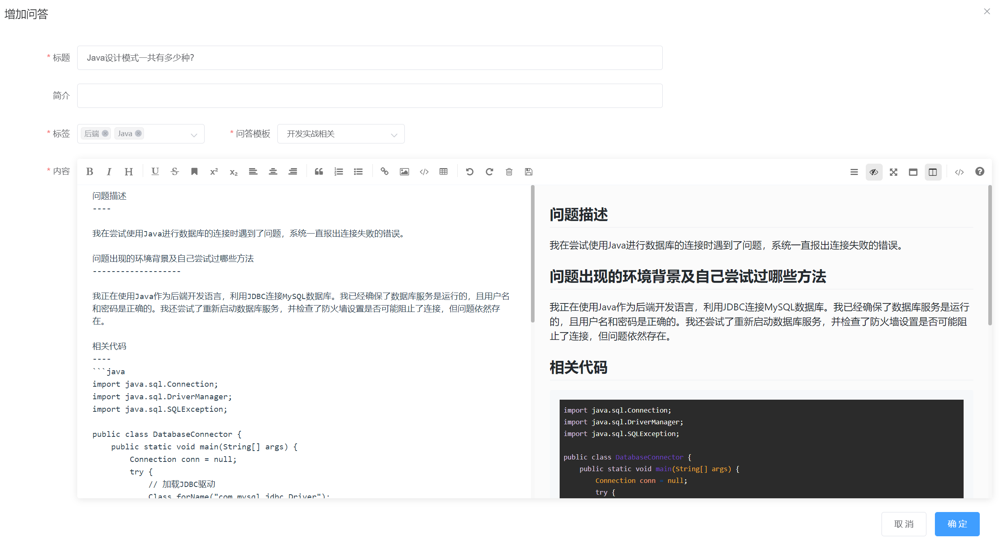 增加问答
* 标题
Java设计模式一共有多少种?
简介
* 标签
后端
Java
* 问答模板
开发实战相关
* 内容
问题描述
----
我在尝试使用Java进行数据库的连接时遇到了问题，系统一直报出连接失败的错误。
问题出现的环境背景及自己尝试过哪些方法
-------------------
我正在使用Java作为后端开发语言，利用JDBC连接MySQL数据库。我已经确保了数据库服务是运行的，且用户名
和密码是正确的。我还尝试了重新启动数据库服务，并检查了防火墙设置是否可能阻止了连接，但问题依然存
在。
相关代码
----
```java
import java.sql.Connection;
import java.sql.DriverManager;
import java.sql.SQLException;
public class DatabaseConnector {
public static void main(String[] args) {
Connection conn = null;
try {
// 加载JDBC驱动
Class.forName("com.mysql.jdbc.Driver");
问题描述
我在尝试使用Java进行数据库的连接时遇到了问题，系统一直报出连接失败的错误。
问题出现的环境背景及自己尝试过哪些方法
我正在使用Java作为后端开发语言，利用JDBC连接MySQL数据库。我已经确保了数据库服务是运行
的，且用户名和密码是正确的。我还尝试了重新启动数据库服务，并检查了防火墙设置是否可能阻
止了连接，但问题依然存在。
相关代码
import java.sql.Connection;
import java.sql.DriverManager;
import java.sql.SQLException;
public class DatabaseConnector {
public static void main(String[] args) {
Connection conn = null;
try {
取消
确定